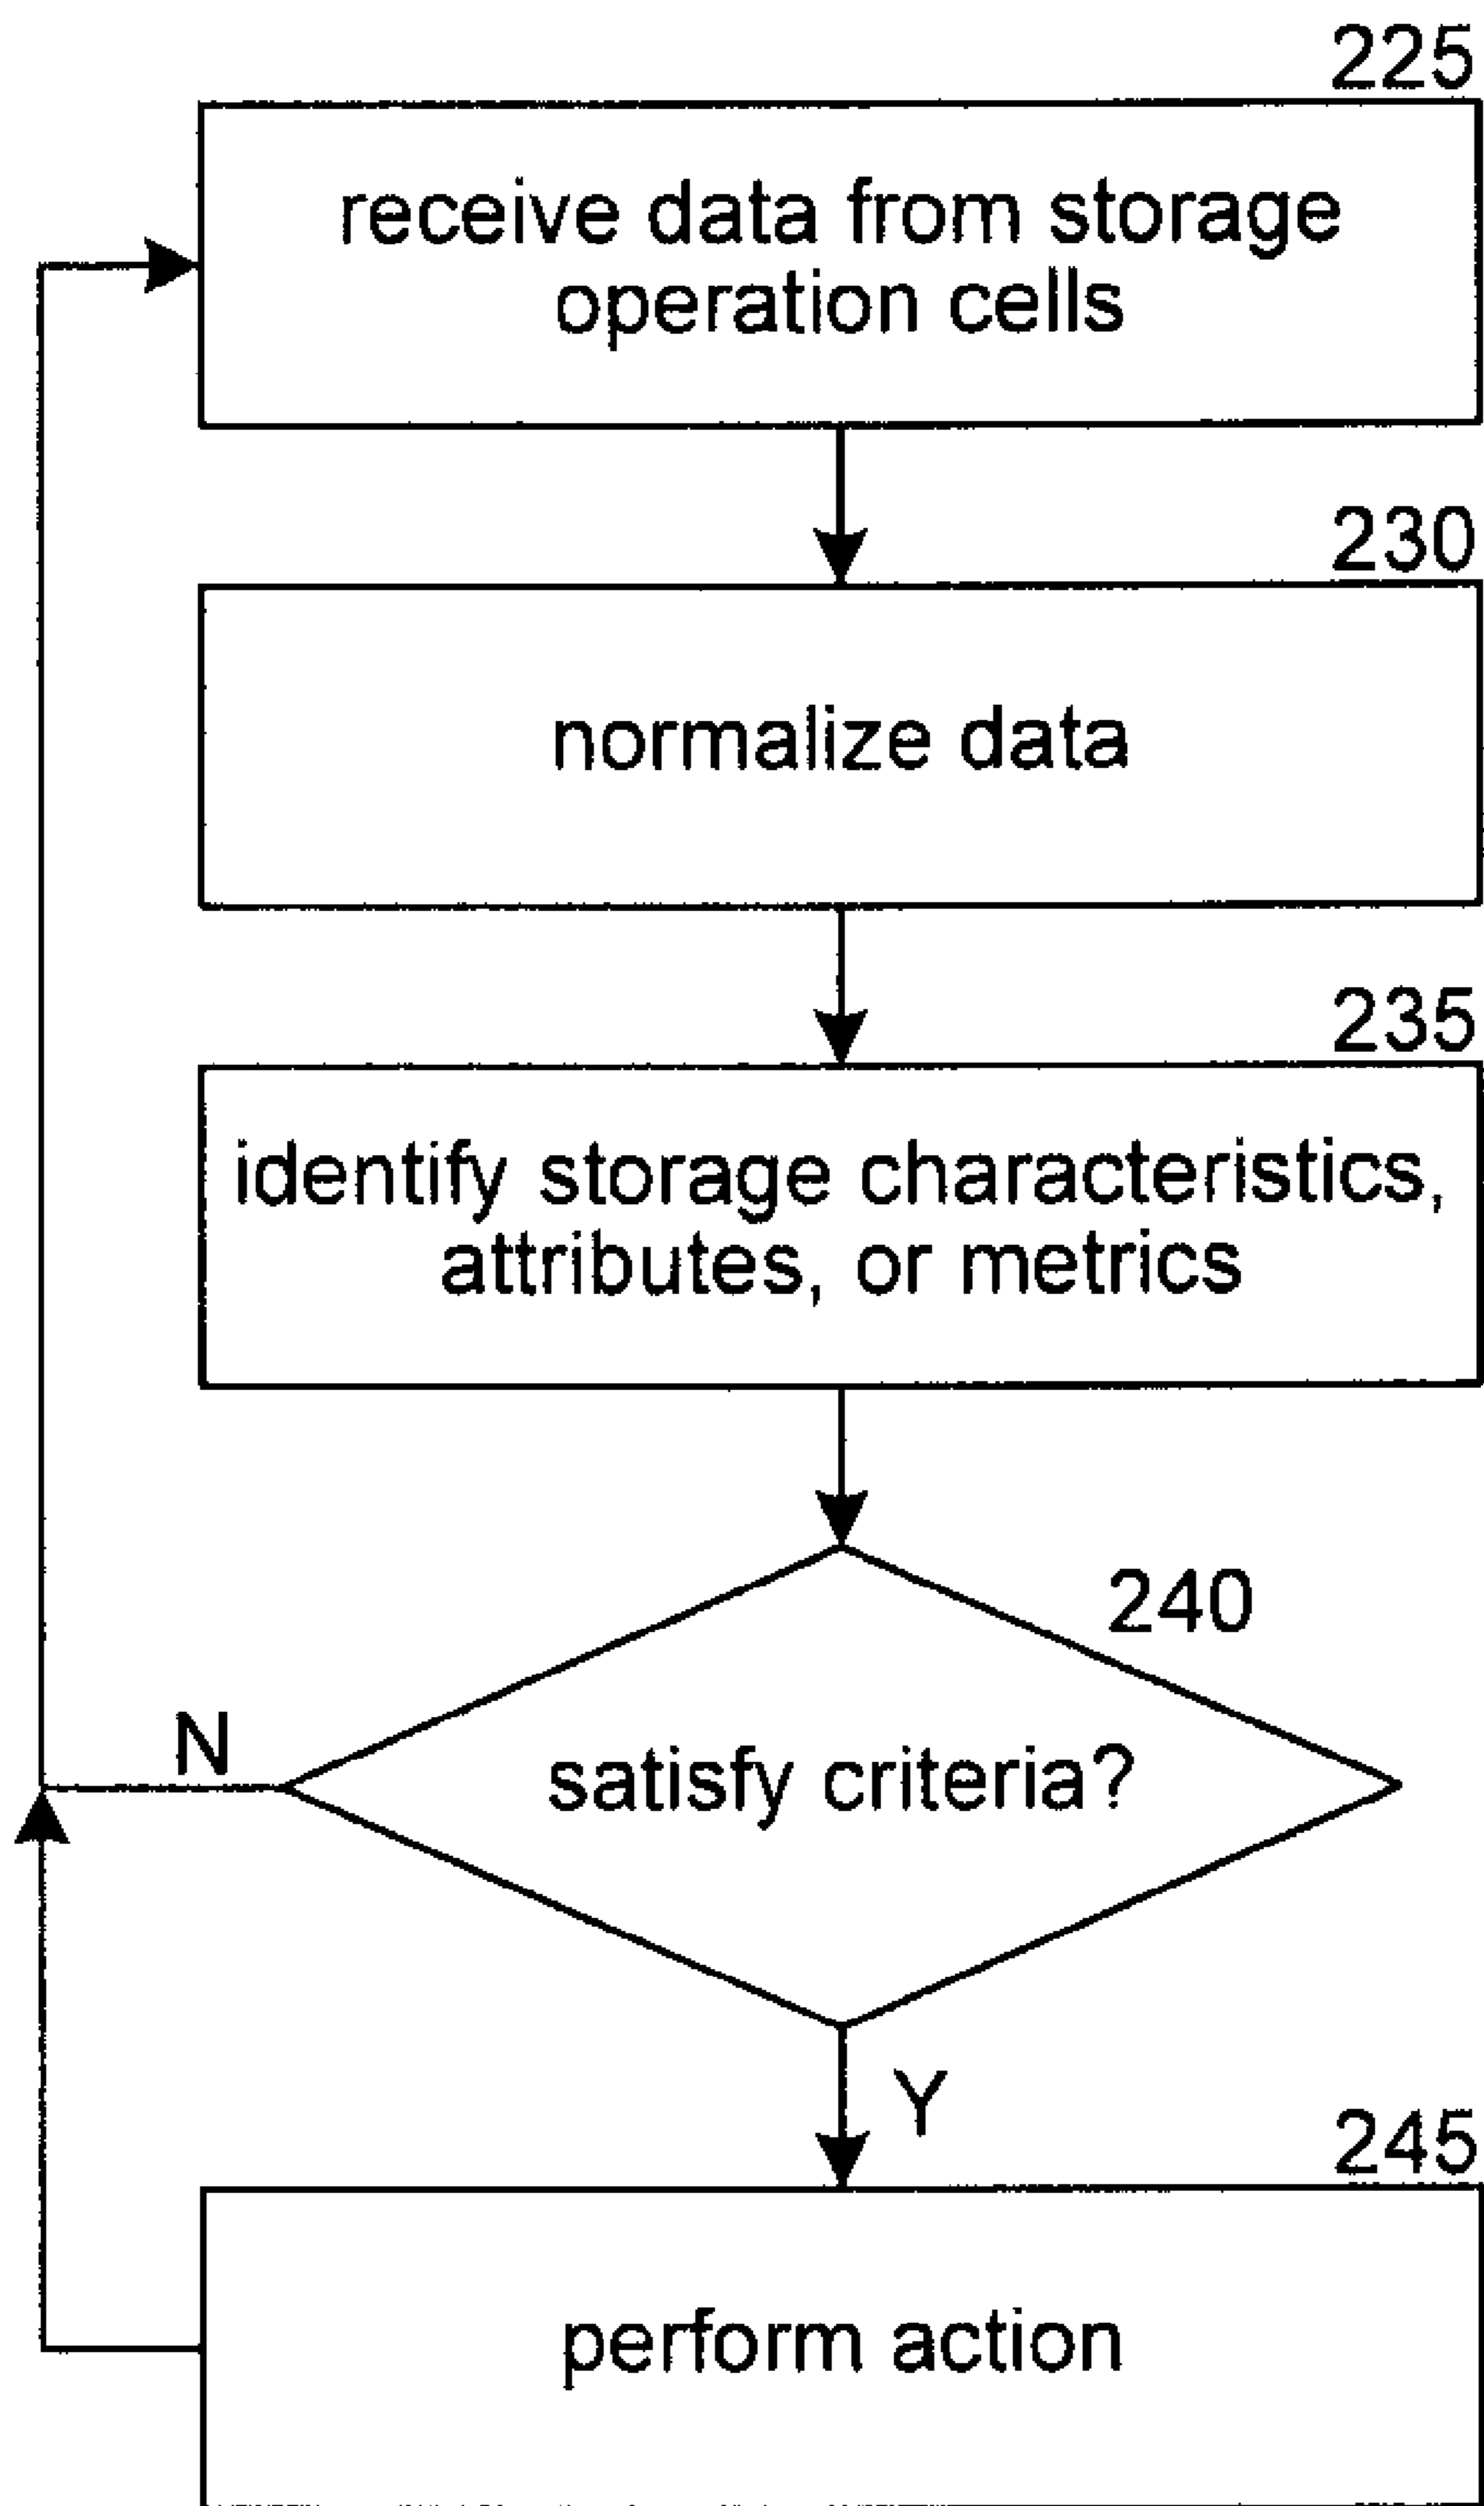 225
receive data from storage
operation cells
230
normalize data
235
identify storage characteristics,
attributes, or metrics
240
N
satisfy criteria?
Y
245
perform action